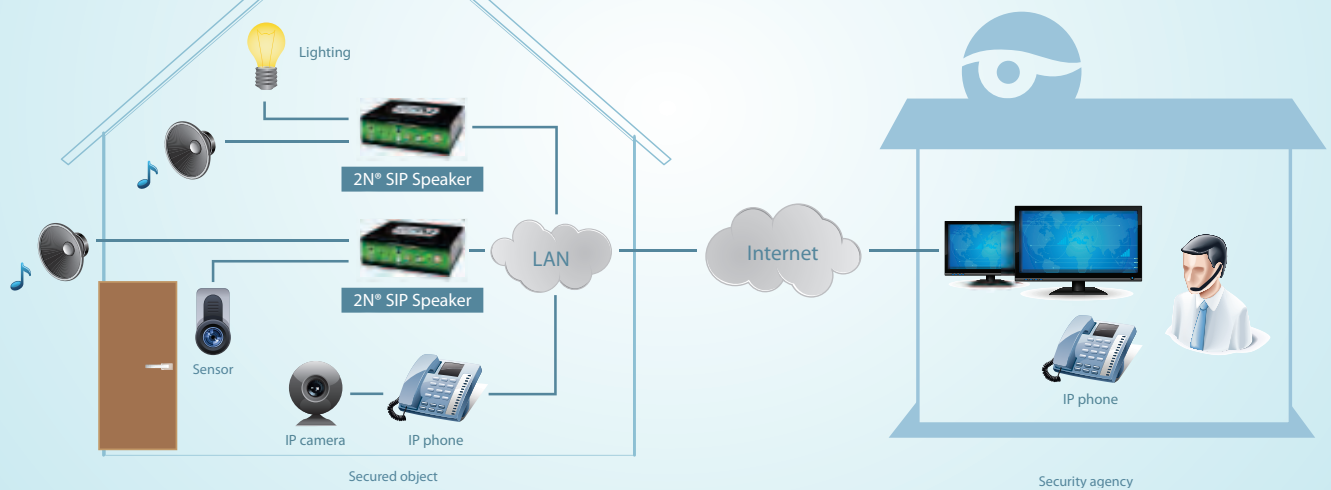 Lighting
2N® SIP Speaker
2N® SIP Speaker
LAN
Internet
Sensor
IP camera
IP phone
IP phone
Secured object
Security agency